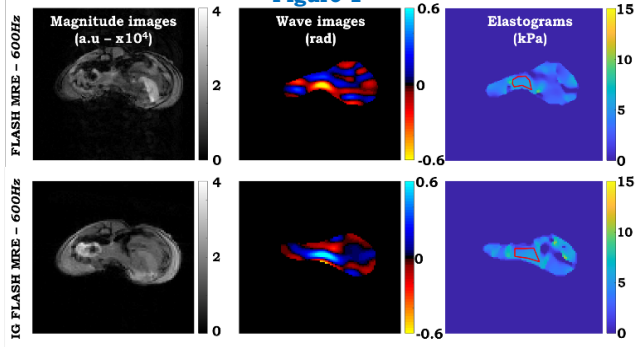 Figure 1
Magnitude images
(a.u – x10⁴)
Wave images
(rad)
Elastograms
(kPa)
FLASH MRE – 600Hz
4
2
0
0.6
0
-0.6
15
10
5
0
IG FLASH MRE – 600Hz
4
2
0
0.6
0
-0.6
15
10
5
0